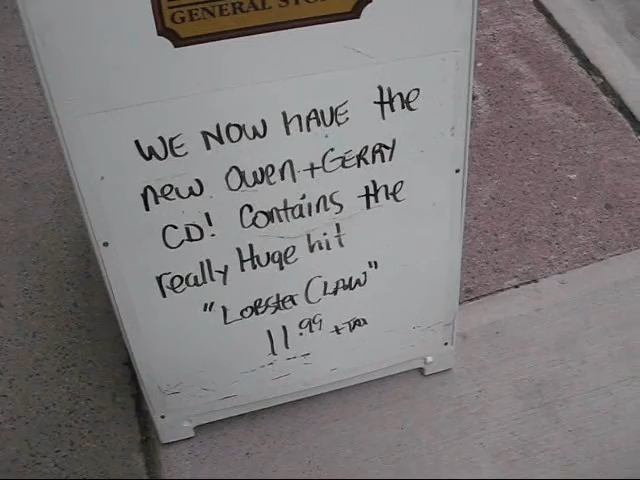 GENERAL
WE NOW HAVE the
new Owen + GERRY
CD! Contains the
really Huge hit
"LOBSter CLAW"
11.99 + TAX